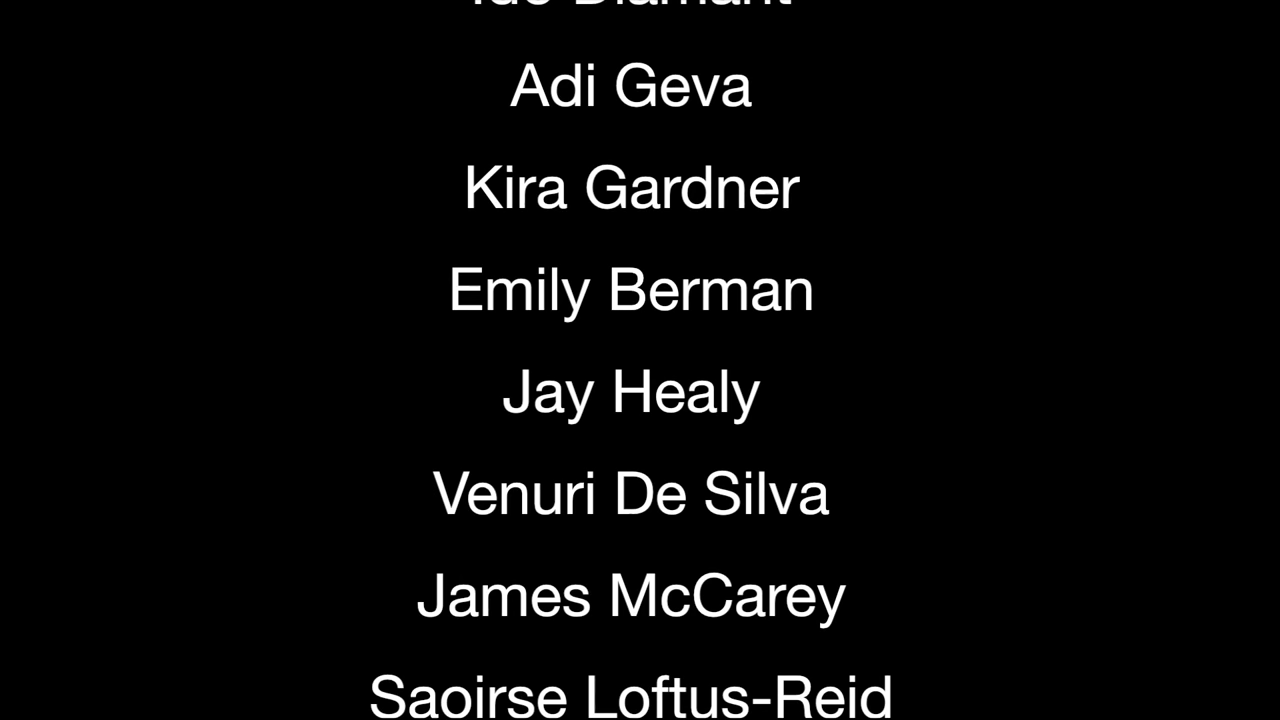 Adi Geva
Kira Gardner
Emily Berman
Jay Healy
Venuri De Silva
James McCarey
Saoirse Loftus-Reid